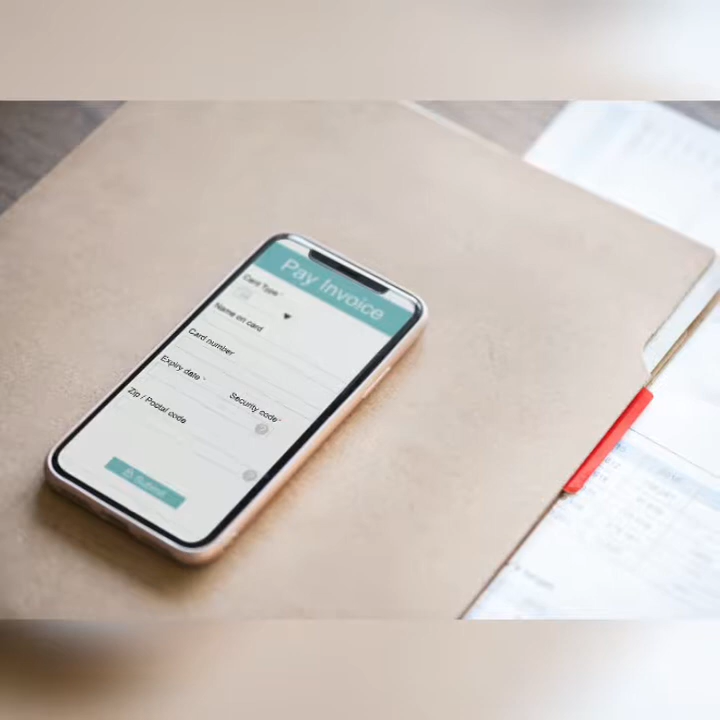 Pay Invoice
Card Type *
Name on card
Card number
Expiry date *
Security code *
Zip / Postal code
Submit